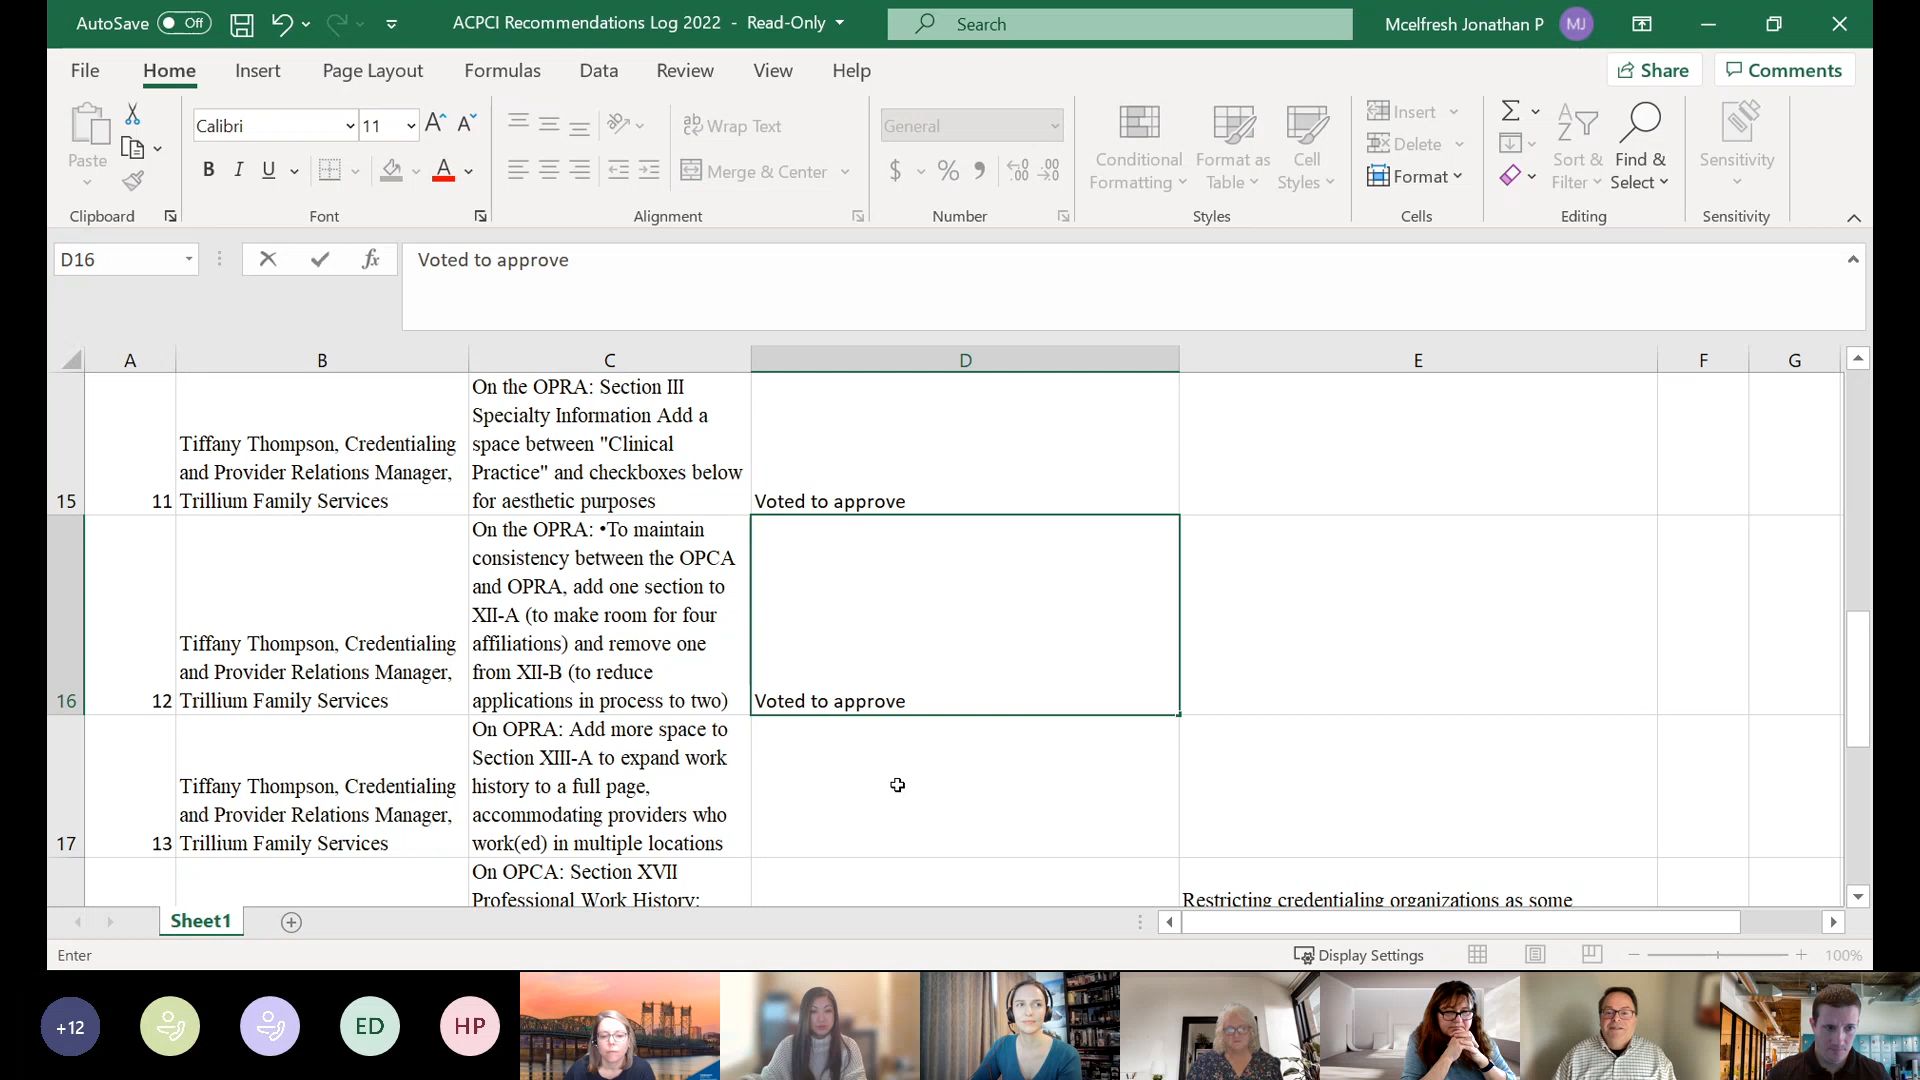 AutoSave Off ACPCI Recommendations Log 2022 - Read-Only Search Mcelfresh Jonathan P MJ
File Home Insert Page Layout Formulas Data Review View Help Share Comments
Paste
Calibri 11
B I U A
ab Wrap Text
Merge & Center
General
$ % 9
Conditional Formatting
Format as Table
Cell Styles
Insert
Delete
Format
Sort & Filter
Find & Select
Sensitivity
Clipboard Font Alignment Number Styles Cells Editing Sensitivity
D16 fx Voted to approve
A B C D E F G
On the OPRA: Section III
Specialty Information Add a
Tiffany Thompson, Credentialing space between "Clinical
and Provider Relations Manager, Practice" and checkboxes below
15 11 Trillium Family Services for aesthetic purposes Voted to approve
On the OPRA: •To maintain
consistency between the OPCA
and OPRA, add one section to
XII-A (to make room for four
Tiffany Thompson, Credentialing affiliations) and remove one
and Provider Relations Manager, from XII-B (to reduce
16 12 Trillium Family Services applications in process to two) Voted to approve
On OPRA: Add more space to
Section XIII-A to expand work
Tiffany Thompson, Credentialing history to a full page,
and Provider Relations Manager, accommodating providers who
17 13 Trillium Family Services work(ed) in multiple locations
On OPCA: Section XVII
Professional Work History: Restricting credentialing organizations as some
Sheet1
Enter Display Settings 100%
+12 ED HP